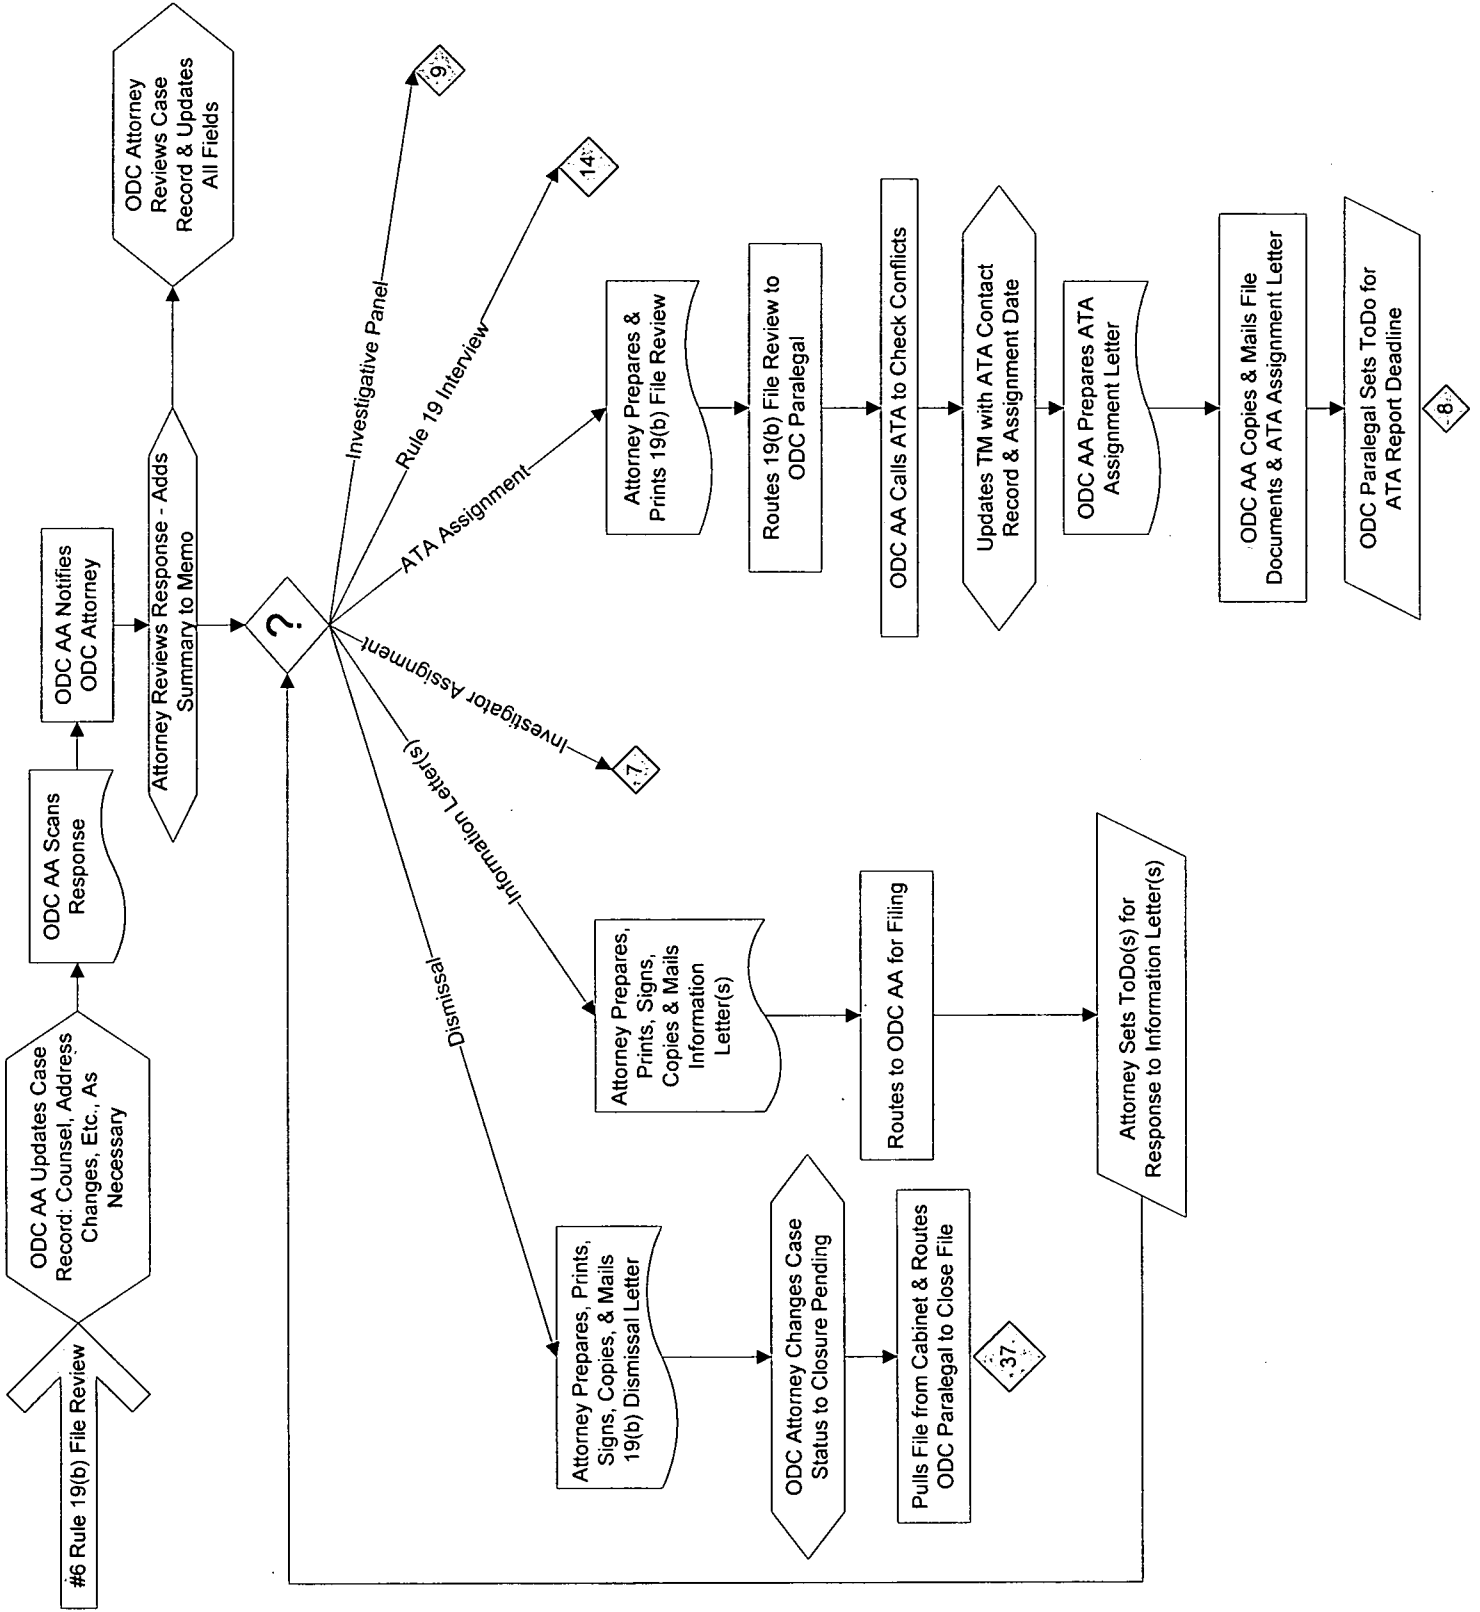 #6 Rule 19(b) File Review
ODC AA Updates Case
Record: Counsel, Address
Changes, Etc., As
Necessary
ODC AA Scans
Response
ODC AA Notifies
ODC Attorney
Attorney Reviews Response - Adds
Summary to Memo
ODC Attorney
Reviews Case
Record & Updates
All Fields
?
Dismissal
Information Letter(s)
Investigator Assignment
ATA Assignment
Rule 19 Interview
Investigative Panel
Attorney Prepares, Prints,
Signs, Copies, & Mails
19(b) Dismissal Letter
ODC Attorney Changes Case
Status to Closure Pending
Pulls File from Cabinet & Routes
ODC Paralegal to Close File
37
Attorney Prepares,
Prints, Signs,
Copies & Mails
Information
Letter(s)
Routes to ODC AA for Filing
Attorney Sets ToDo(s) for
Response to Information Letter(s)
7
Attorney Prepares &
Prints 19(b) File Review
Routes 19(b) File Review to
ODC Paralegal
ODC AA Calls ATA to Check Conflicts
Updates TM with ATA Contact
Record & Assignment Date
ODC AA Prepares ATA
Assignment Letter
ODC AA Copies & Mails File
Documents & ATA Assignment Letter
ODC Paralegal Sets ToDo for
ATA Report Deadline
8
14
9